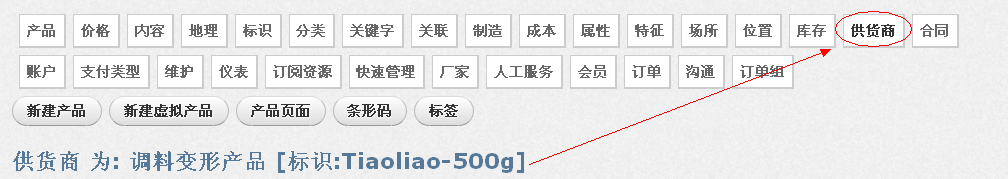 产品 价格 内容 地理 标识 分类 关键字 关联 制造 成本 属性 特征 场所 位置 库存 供货商 合同
账户 支付类型 维护 仪表 订阅资源 快速管理 厂家 人工服务 会员 订单 沟通 订单组
新建产品 新建虚拟产品 产品页面 条形码 标签
供货商 为: 调料变形产品 [标识:Tiaoliao-500g]